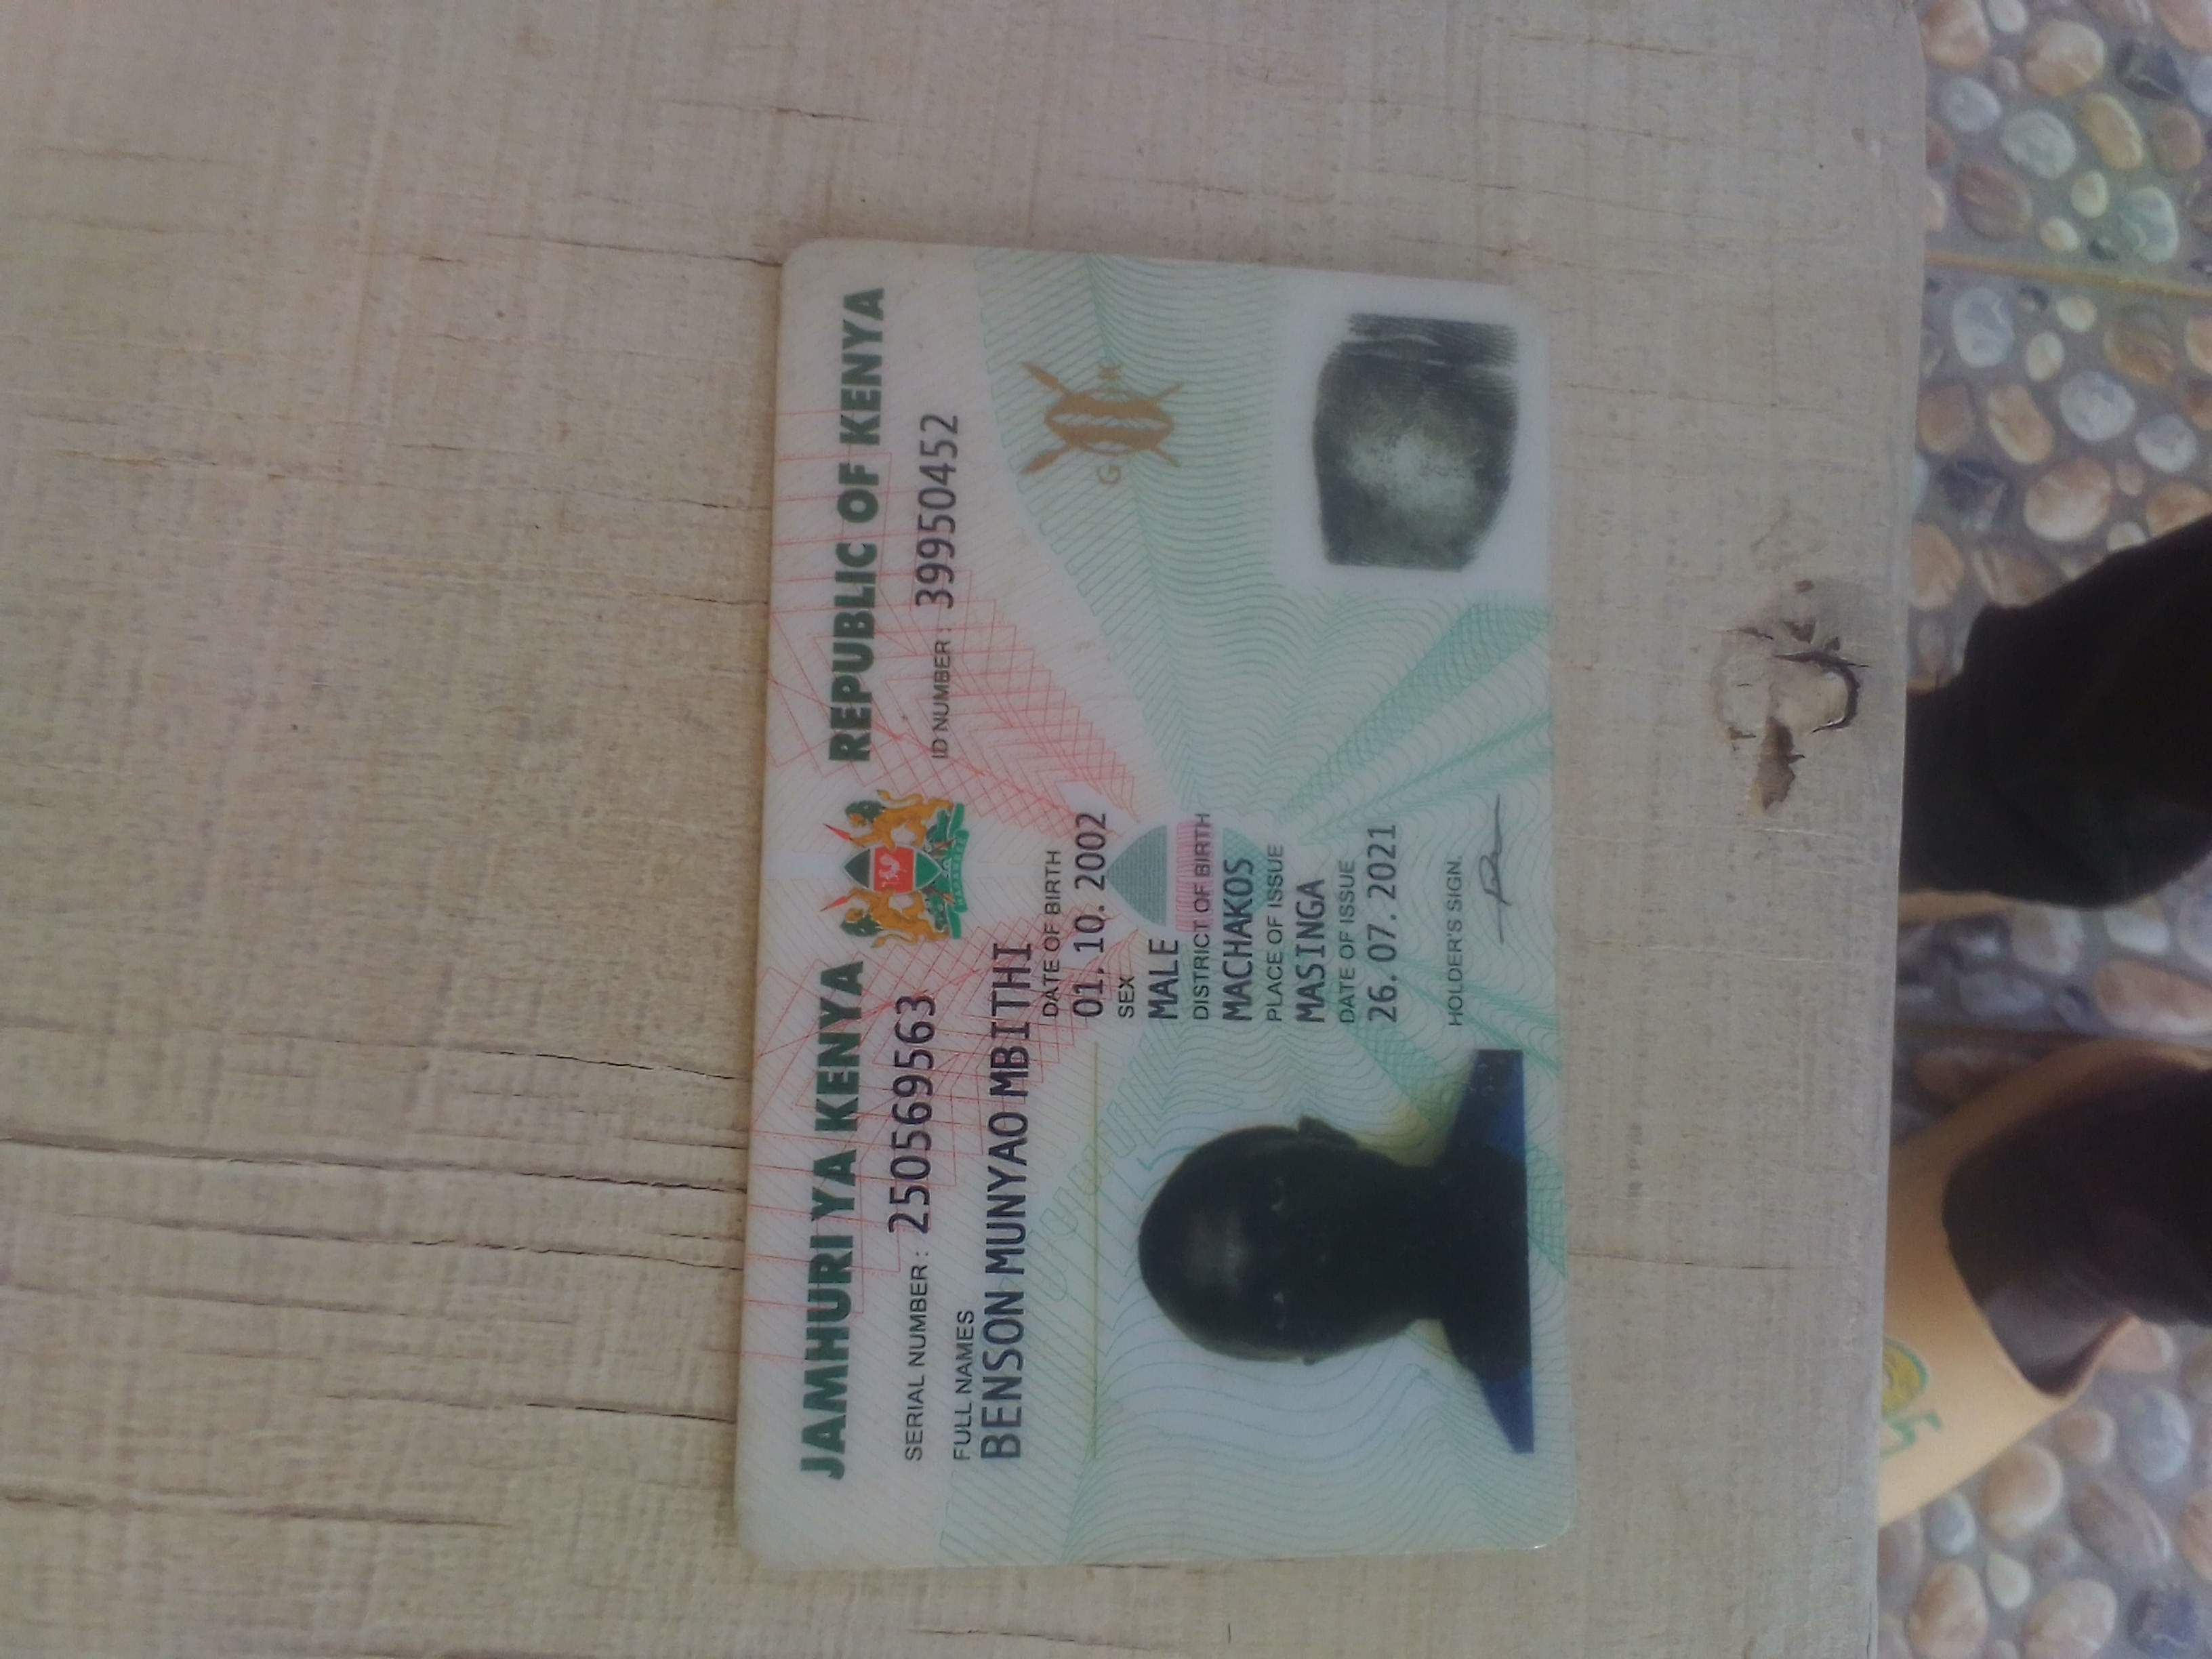 JAMHURI YA KENYA REPUBLIC OF KENYA
SERIAL NUMBER : 250569563 ID NUMBER : 39950452
FULL NAMES
BENSON MUNYAO MBITHI
DATE OF BIRTH
01. 10. 2002
SEX
MALE
DISTRICT OF BIRTH
MACHAKOS
PLACE OF ISSUE
MASINGA
DATE OF ISSUE
26. 07. 2021
HOLDER'S SIGN.
G K
HARAMBEE